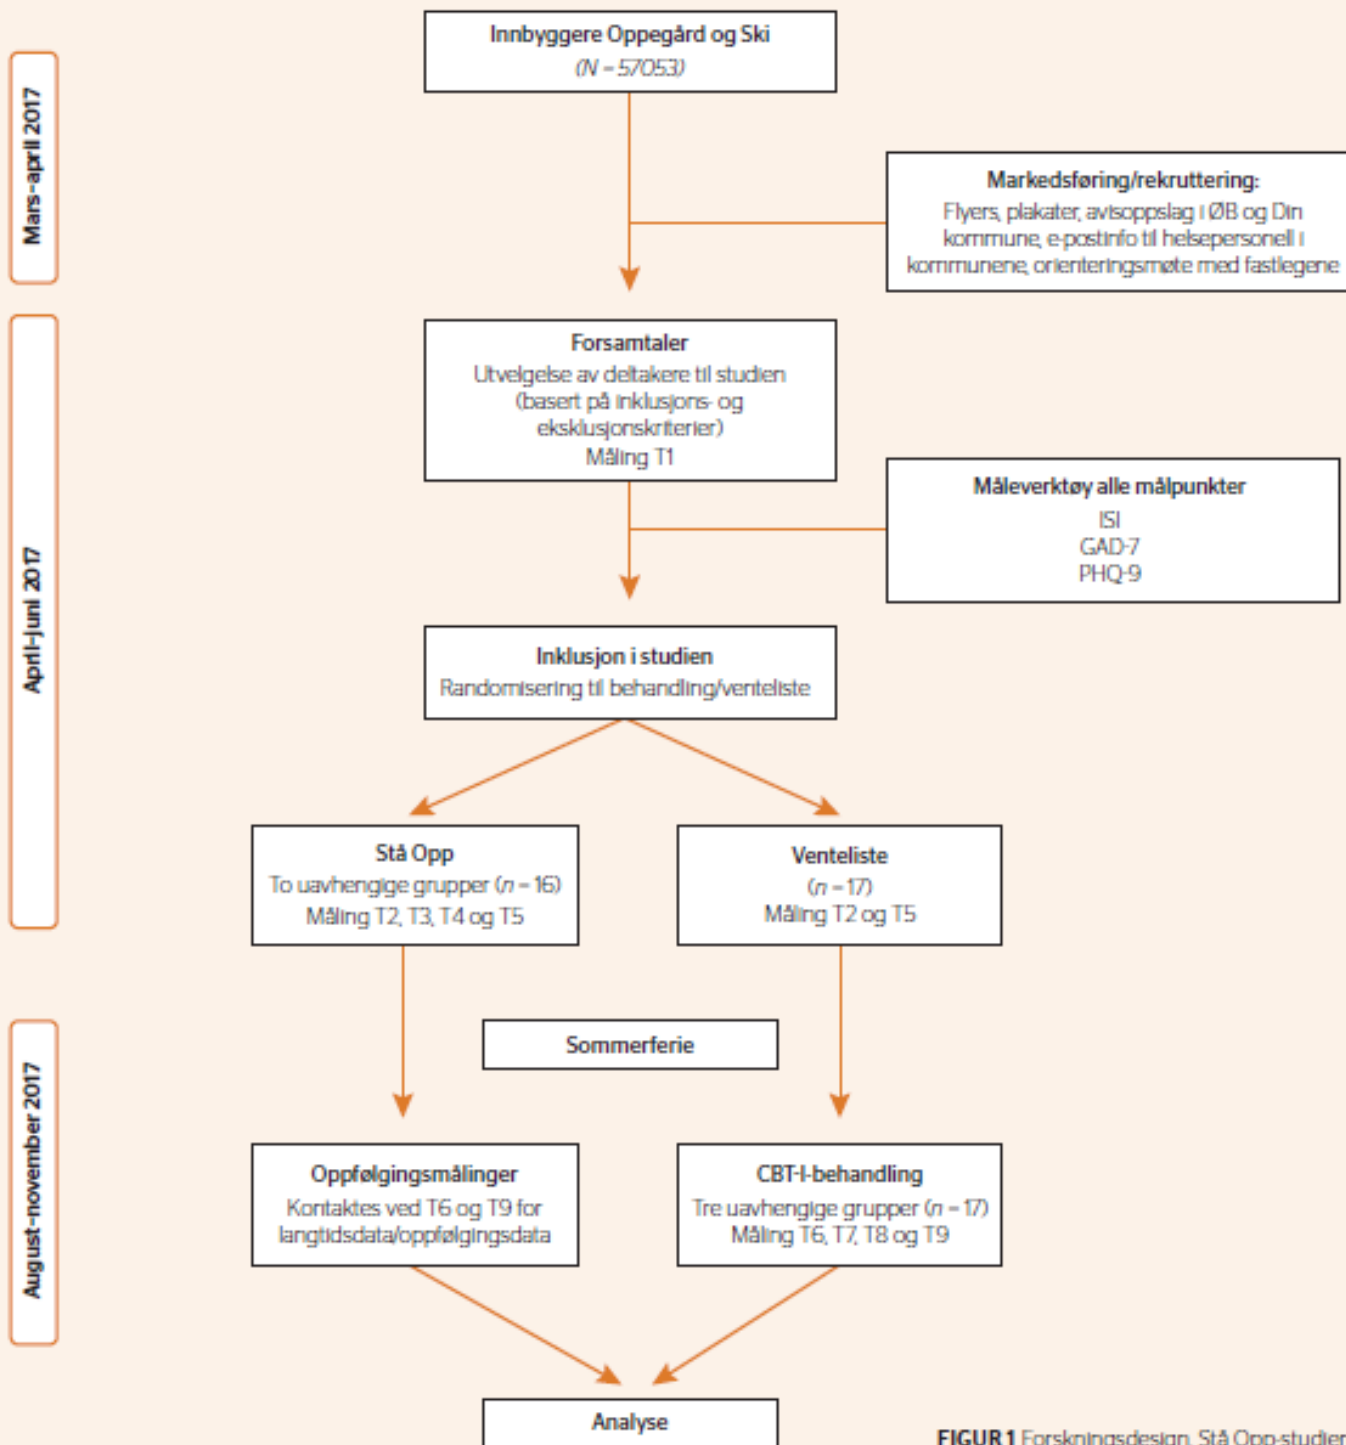 Innbyggere Oppegård og Ski
(N = 57053)
Mars–april 2017
Markedsføring/rekruttering:
Flyers, plakater, avisoppslag i ØB og Din
kommune, e-postinfo til helsepersonell i
kommunene, orienteringsmøte med fastlegene
Forsamtaler
Utvelgelse av deltakere til studien
(basert på inklusjons- og
eksklusjonskriterier)
Måling T1
Måleverktøy alle målpunkter
ISI
GAD-7
PHQ-9
April–juni 2017
Inklusjon i studien
Randomisering til behandling/venteliste
Stå Opp
To uavhengige grupper (n = 16)
Måling T2, T3, T4 og T5
Venteliste
(n = 17)
Måling T2 og T5
Sommerferie
August–november 2017
Oppfølgingsmålinger
Kontaktes ved T6 og T9 for
langtidsdata/oppfølgingsdata
CBT-I-behandling
Tre uavhengige grupper (n = 17)
Måling T6, T7, T8 og T9
Analyse
FIGUR 1 Forskningsdesign, Stå Opp-studien